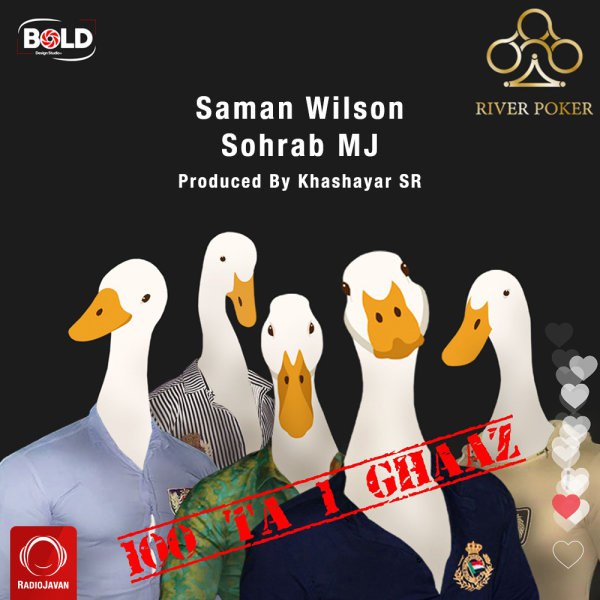 BOLD
Design Studio
RIVER POKER
Saman Wilson
Sohrab MJ
Produced By Khashayar SR
100 TA 1 GHAAZ
RADIOJAVAN